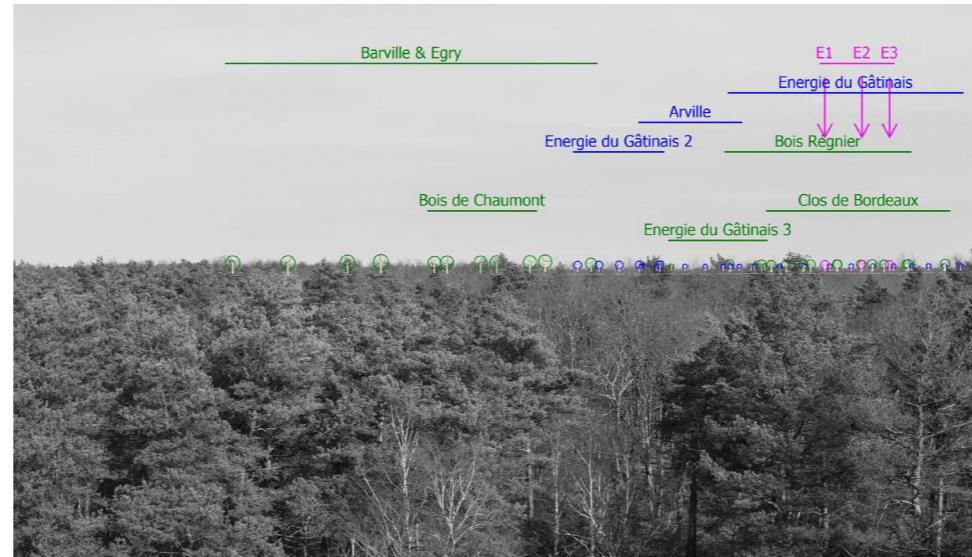 Barville & Egry
E1 E2 E3
Energie du Gâtinais
Arville
Energie du Gâtinais 2
Bois Régnier
Bois de Chaumont
Clos de Bordeaux
Energie du Gâtinais 3